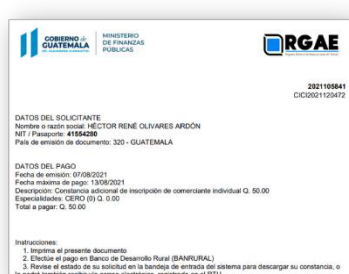 GOBIERNO de
GUATEMALA
MINISTERIO
DE FINANZAS
PÚBLICAS
RGAE
2021105841
CICI2021120472
DATOS DEL SOLICITANTE
Nombre o razón social: HÉCTOR RENÉ OLIVARES ARDÓN
NIT / Pasaporte: 41554280
País de emisión de documento: 320 - GUATEMALA
DATOS DEL PAGO
Fecha de emisión: 07/08/2021
Fecha máxima de pago: 13/08/2021
Descripción: Constancia adicional de inscripción de comerciante individual Q. 50.00
Especialidades: CERO (0) Q. 0.00
Total a pagar: Q. 50.00
Instrucciones:
1. Imprima el presente documento
2. Efectúe el pago en Banco de Desarrollo Rural (BANRURAL)
3. Revise el estado de su solicitud en la bandeja de entrada del sistema para descargar su constancia, o